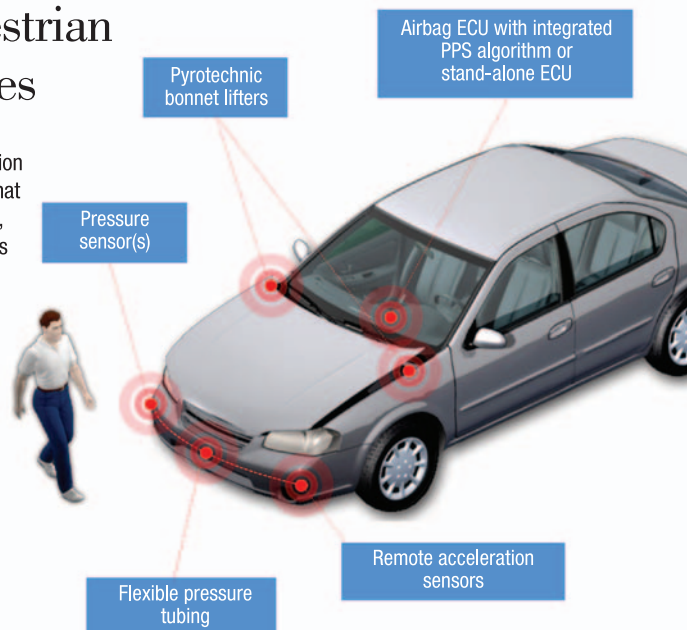 estrian
es
ion
hat
,
s
Pyrotechnic
bonnet lifters
Airbag ECU with integrated
PPS algorithm or
stand-alone ECU
Pressure
sensor(s)
Remote acceleration
sensors
Flexible pressure
tubing